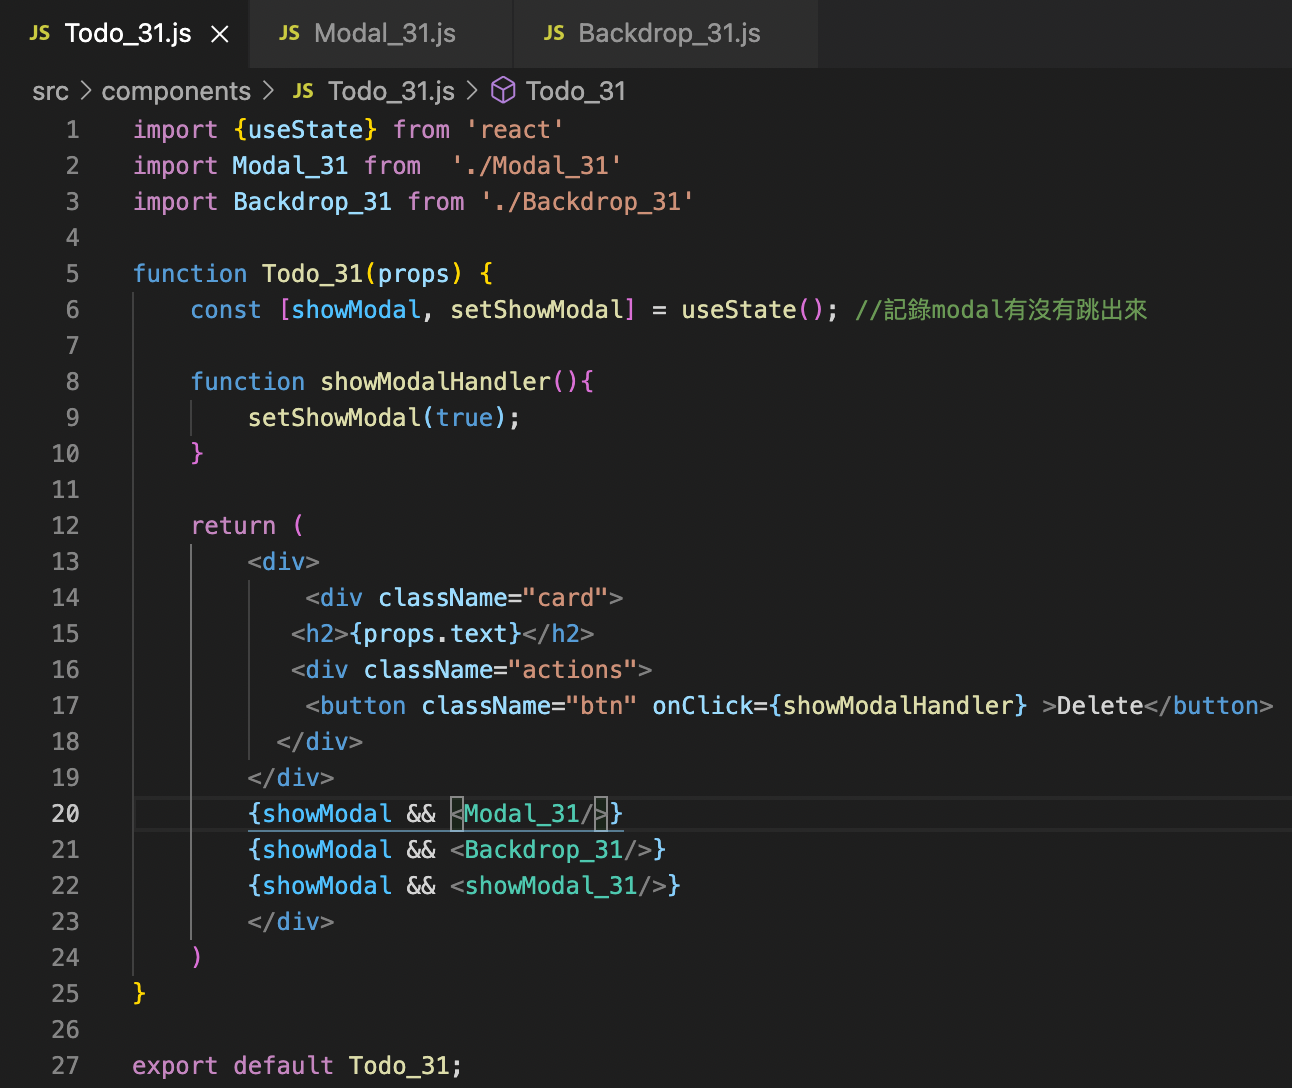 JS Todo_31.js × JS Modal_31.js JS Backdrop_31.js
src > components > JS Todo_31.js > Todo_31
1 import {useState} from 'react'
2 import Modal_31 from  './Modal_31'
3 import Backdrop_31 from './Backdrop_31'
4
5 function Todo_31(props) {
6     const [showModal, setShowModal] = useState(); //記錄modal有沒有跳出來
7
8     function showModalHandler(){
9         setShowModal(true);
10     }
11
12     return (
13         <div>
14             <div className="card">
15            <h2>{props.text}</h2>
16            <div className="actions">
17             <button className="btn" onClick={showModalHandler} >Delete</button>
18           </div>
19         </div>
20         {showModal && <Modal_31/>}
21         {showModal && <Backdrop_31/>}
22         {showModal && <showModal_31/>}
23         </div>
24     )
25 }
26
27 export default Todo_31;